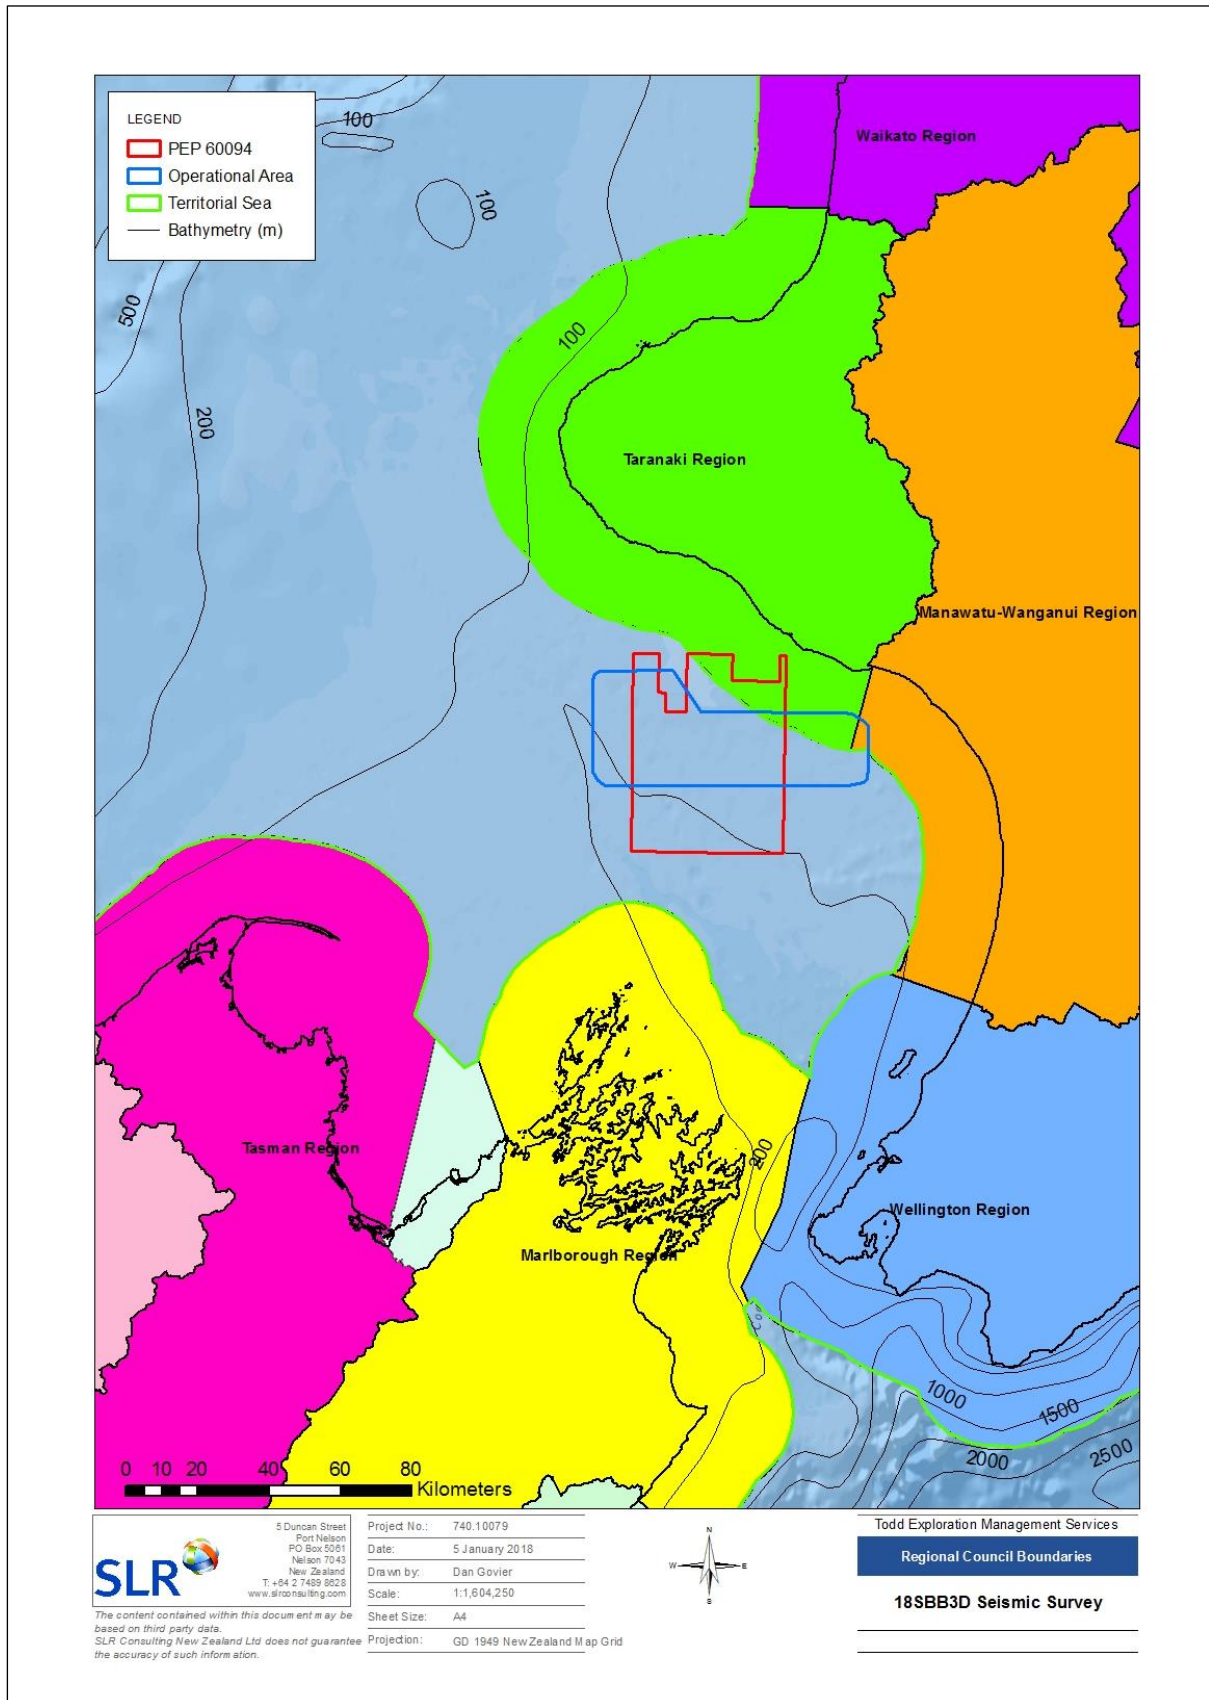 LEGEND
PEP 60094
Operational Area
Territorial Sea
Bathymetry (m)
100
100
500
200
100
Waikato Region
Taranaki Region
Manawatu-Wanganui Region
Tasman Region
200
Marlborough Region
Wellington Region
1000
1500
2000
2500
0 10 20 40 60 80
Kilometers
SLR
5 Duncan Street
Port Nelson
PO Box 5061
Nelson 7043
New Zealand
T: +64 2 7489 8628
www.slrconsulting.com
The content contained within this document may be
based on third party data.
SLR Consulting New Zealand Ltd does not guarantee
the accuracy of such information.
Project No.: 740.10079
Date: 5 January 2018
Drawn by: Dan Govier
Scale: 1:1,604,250
Sheet Size: A4
Projection: GD 1949 New Zealand Map Grid
N
W E
S
Todd Exploration Management Services
Regional Council Boundaries
18SBB3D Seismic Survey